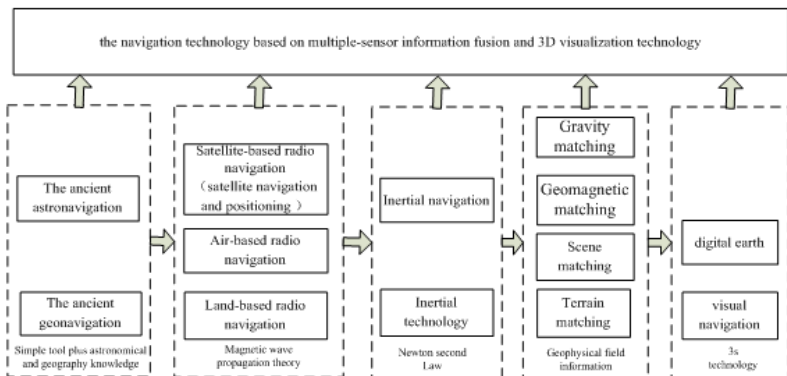 the navigation technology based on multiple-sensor information fusion and 3D visualization technology
The ancient
astronavigation
The ancient
geonavigation
Simple tool plus astronomical
and geography knowledge
Satellite-based radio
navigation
（satellite navigation
and positioning ）
Air-based radio
navigation
Land-based radio
navigation
Magnetic wave
propagation theory
Inertial navigation
Inertial
technology
Newton second
Law
Gravity
matching
Geomagnetic
matching
Scene
matching
Terrain
matching
Geophysical field
information
digital earth
visual
navigation
3s
technology